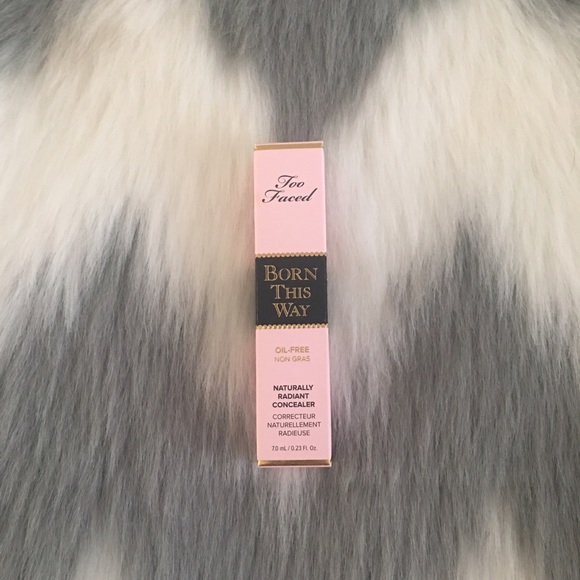 Too
Faced
BORN
THIS
WAY
OIL-FREE
NON GRAS
NATURALLY
RADIANT
CONCEALER
CORRECTEUR
NATURELLEMENT
RADIEUSE
7.0 mL / 0.23 Fl. Oz.